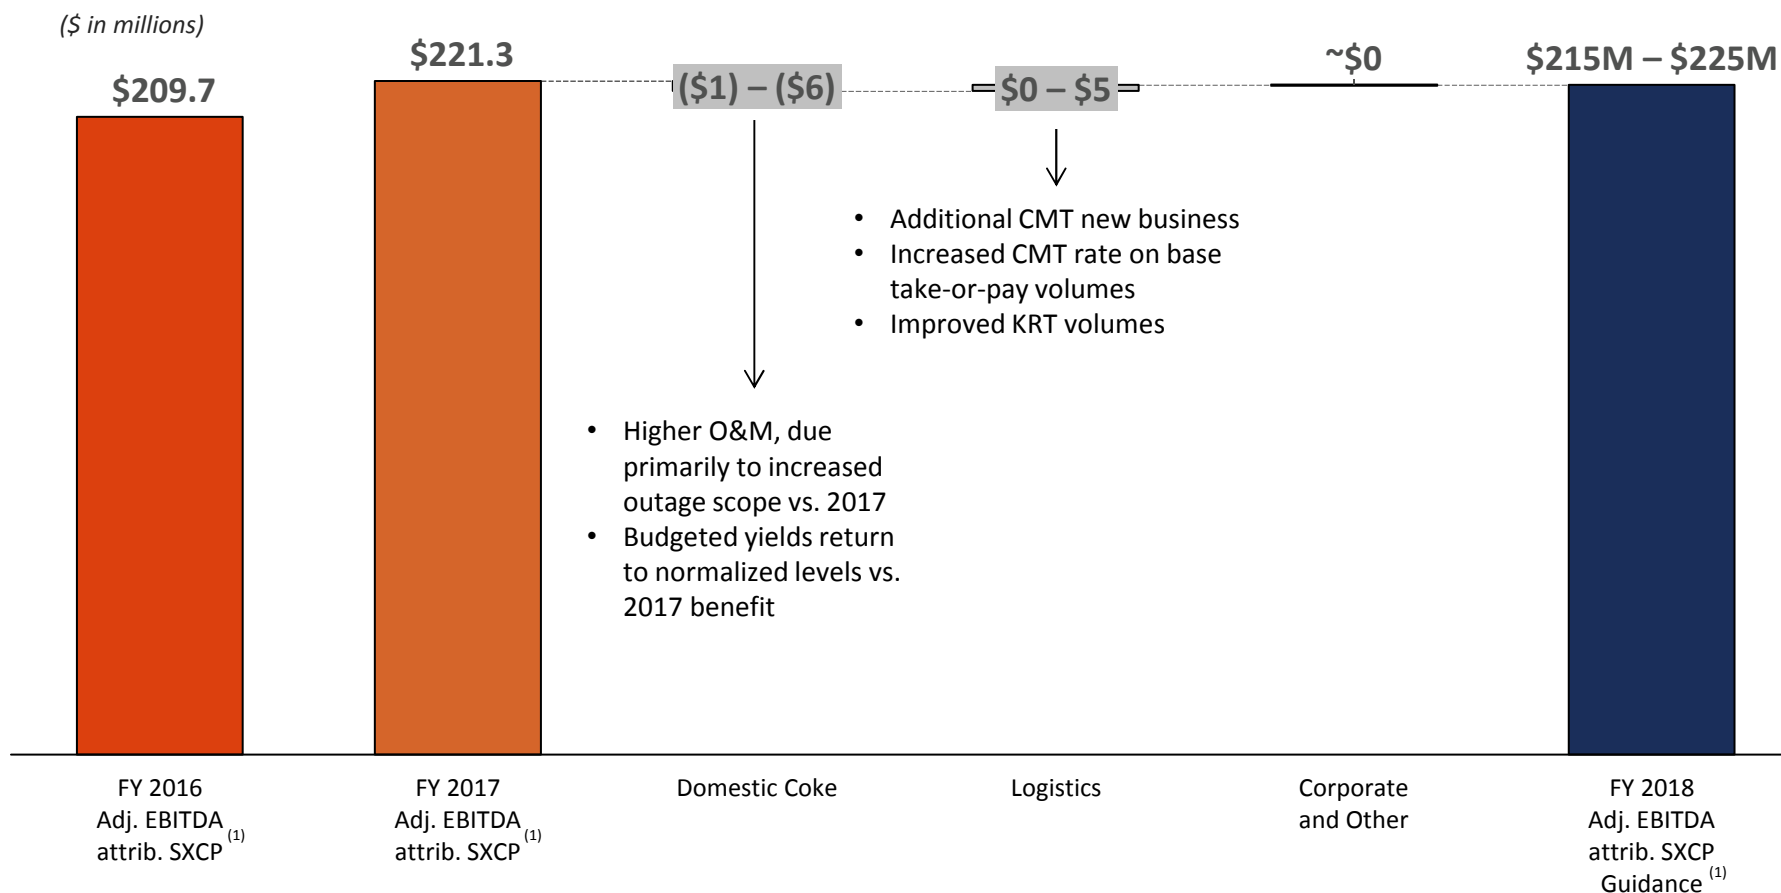 ($ in millions)
$209.7
$221.3
($1) – ($6)
$0 – $5
~$0
$215M – $225M
• Additional CMT new business
• Increased CMT rate on base
take-or-pay volumes
• Improved KRT volumes
• Higher O&M, due
primarily to increased
outage scope vs. 2017
• Budgeted yields return
to normalized levels vs.
2017 benefit
FY 2016
Adj. EBITDA
attrib. SXCP (1)
FY 2017
Adj. EBITDA
attrib. SXCP (1)
Domestic Coke
Logistics
Corporate
and Other
FY 2018
Adj. EBITDA
attrib. SXCP
Guidance (1)